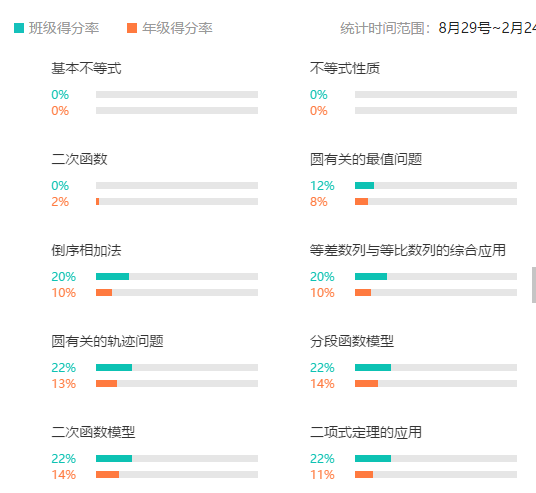 班级得分率 年级得分率 统计时间范围：8月29号~2月24
基本不等式 不等式性质
0% 0%
0% 0%
二次函数 圆有关的最值问题
0% 12%
2% 8%
倒序相加法 等差数列与等比数列的综合应用
20% 20%
10% 10%
圆有关的轨迹问题 分段函数模型
22% 22%
13% 14%
二次函数模型 二项式定理的应用
22% 22%
14% 11%